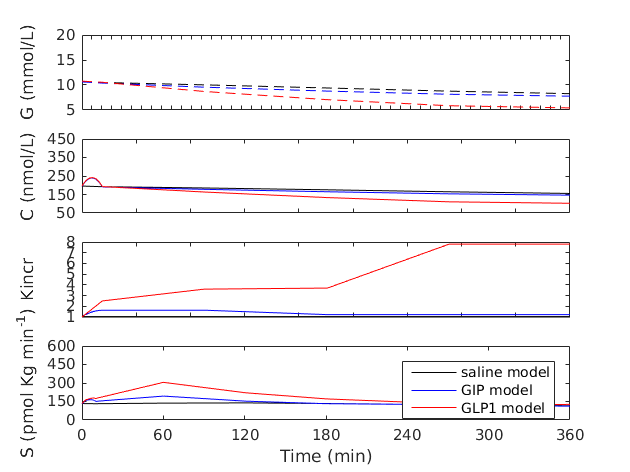 G (mmol/L)
20
15
10
5
C (nmol/L)
450
350
250
150
50
Kincr
8
7
6
5
4
3
2
1
S (pmol Kg min⁻¹)
600
450
300
150
0
saline model
GIP model
GLP1 model
0 60 120 180 240 300 360
Time (min)